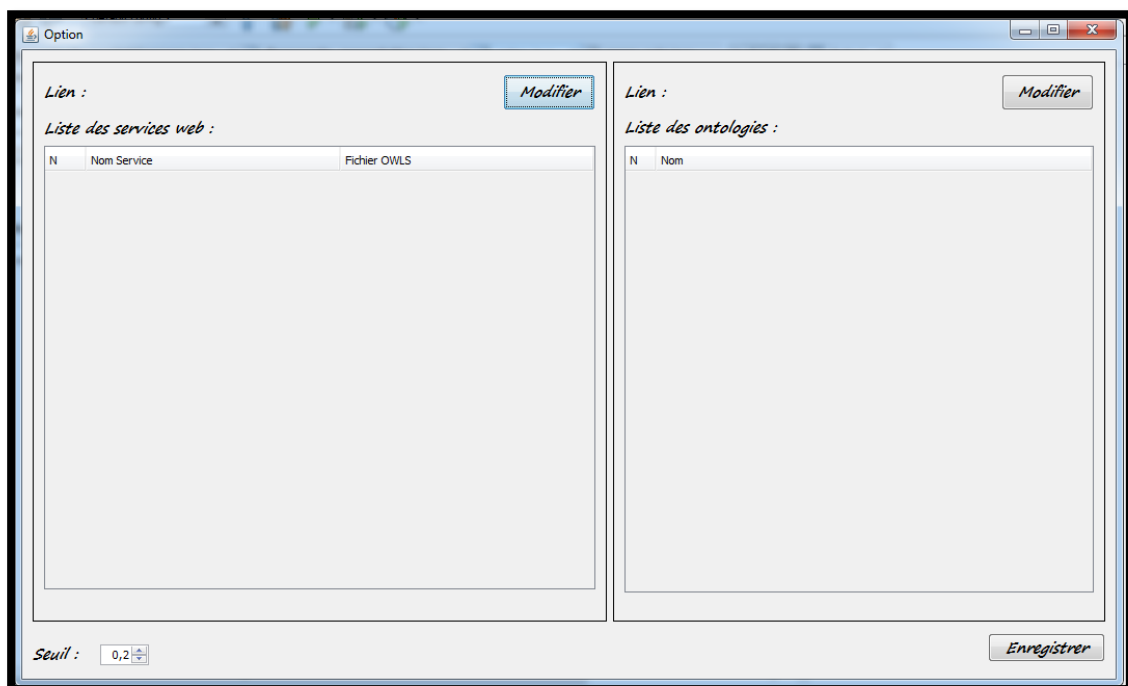 Option
Lien :
Modifier
Liste des services web :
N Nom Service Fichier OWLS
Lien :
Modifier
Liste des ontologies :
N Nom
Seuil : 0,2
Enregistrer